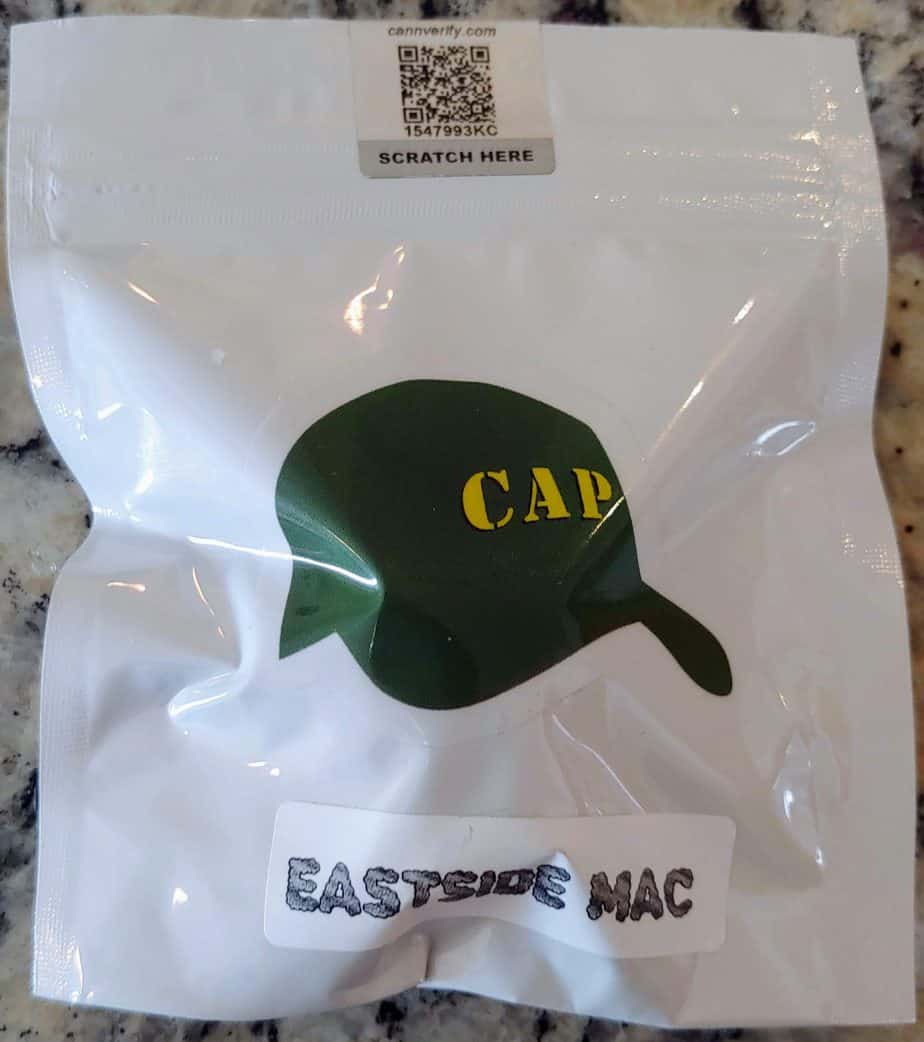 cannverify.com
1547993KC
SCRATCH HERE
CAP
EASTSIDE MAC